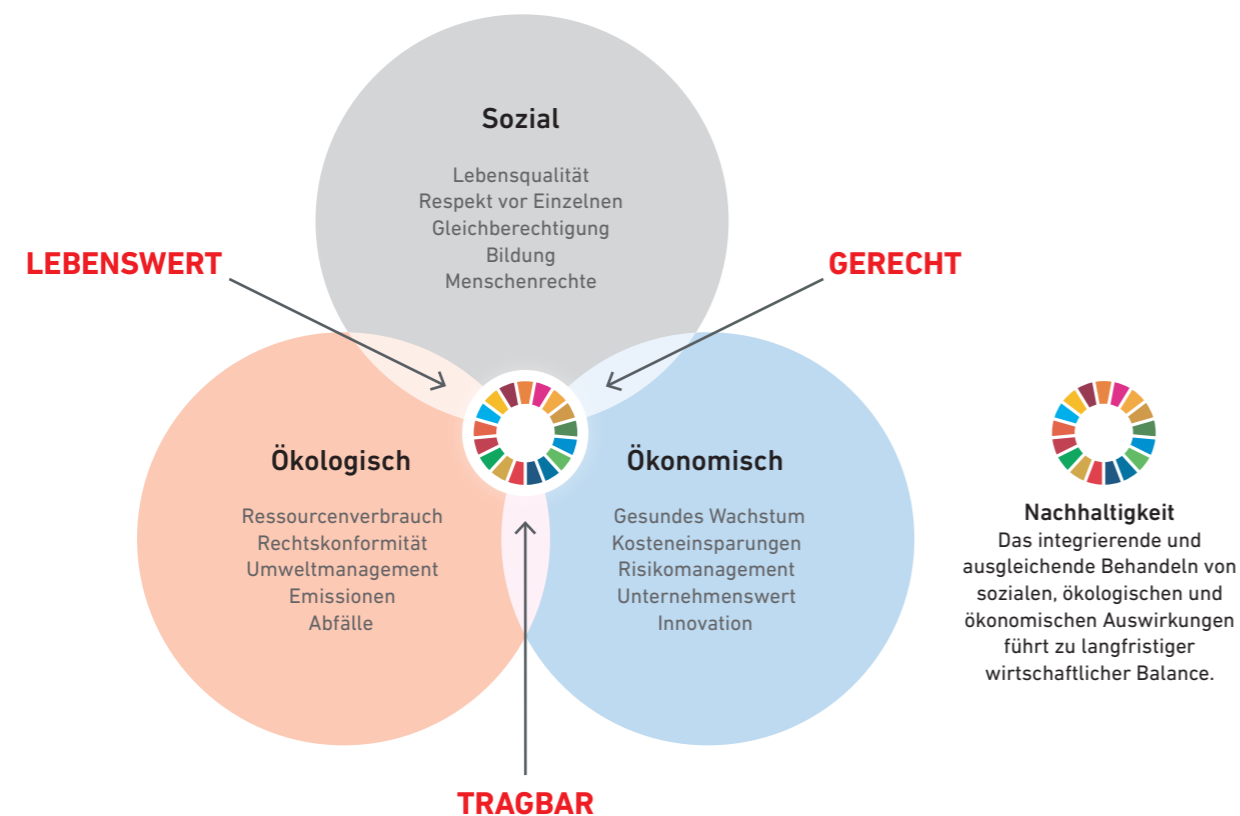 Sozial
Lebensqualität
Respekt vor Einzelnen
Gleichberechtigung
Bildung
Menschenrechte
LEBENSWERT
GERECHT
Ökologisch
Ressourcenverbrauch
Rechtskonformität
Umweltmanagement
Emissionen
Abfälle
Ökonomisch
Gesundes Wachstum
Kosteneinsparungen
Risikomanagement
Unternehmenswert
Innovation
Nachhaltigkeit
Das integrierende und
ausgleichende Behandeln von
sozialen, ökologischen und
ökonomischen Auswirkungen
führt zu langfristiger
wirtschaftlicher Balance.
TRAGBAR